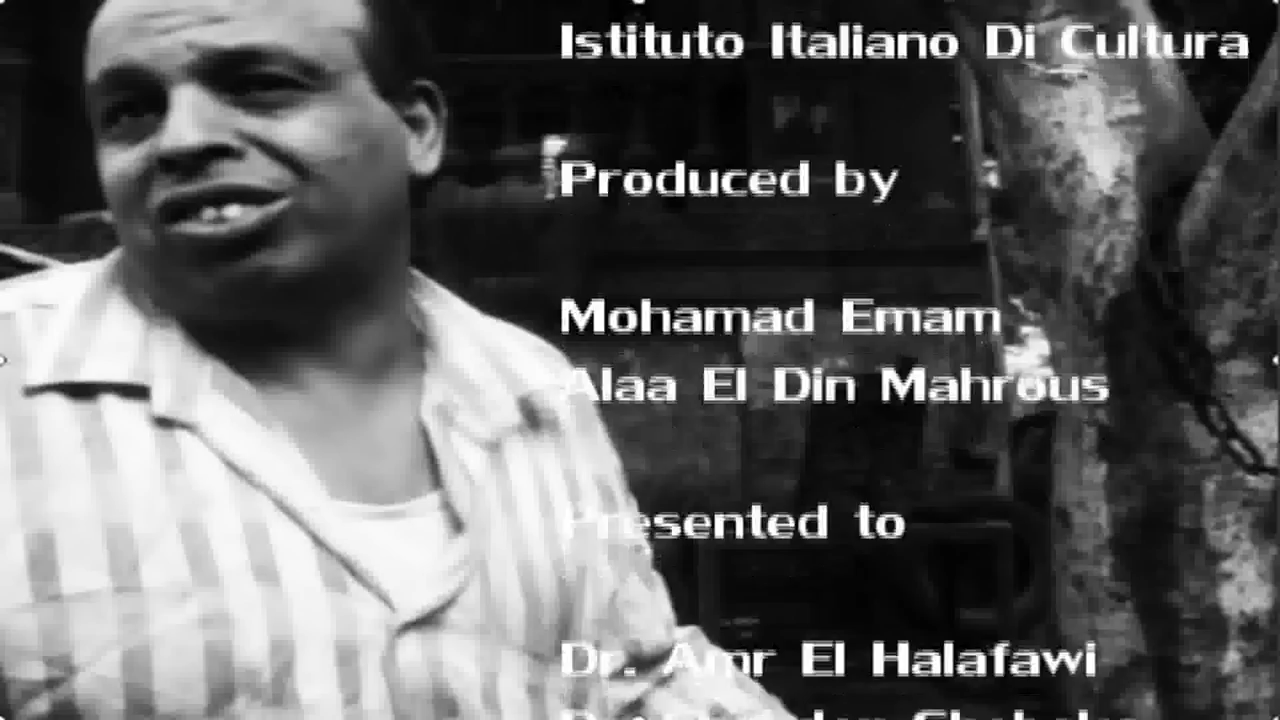 Istituto Italiano Di Cultura
Produced by
Mohamad Emam
Alaa El Din Mahrous
Presented to
Dr. Amr El Halafawi